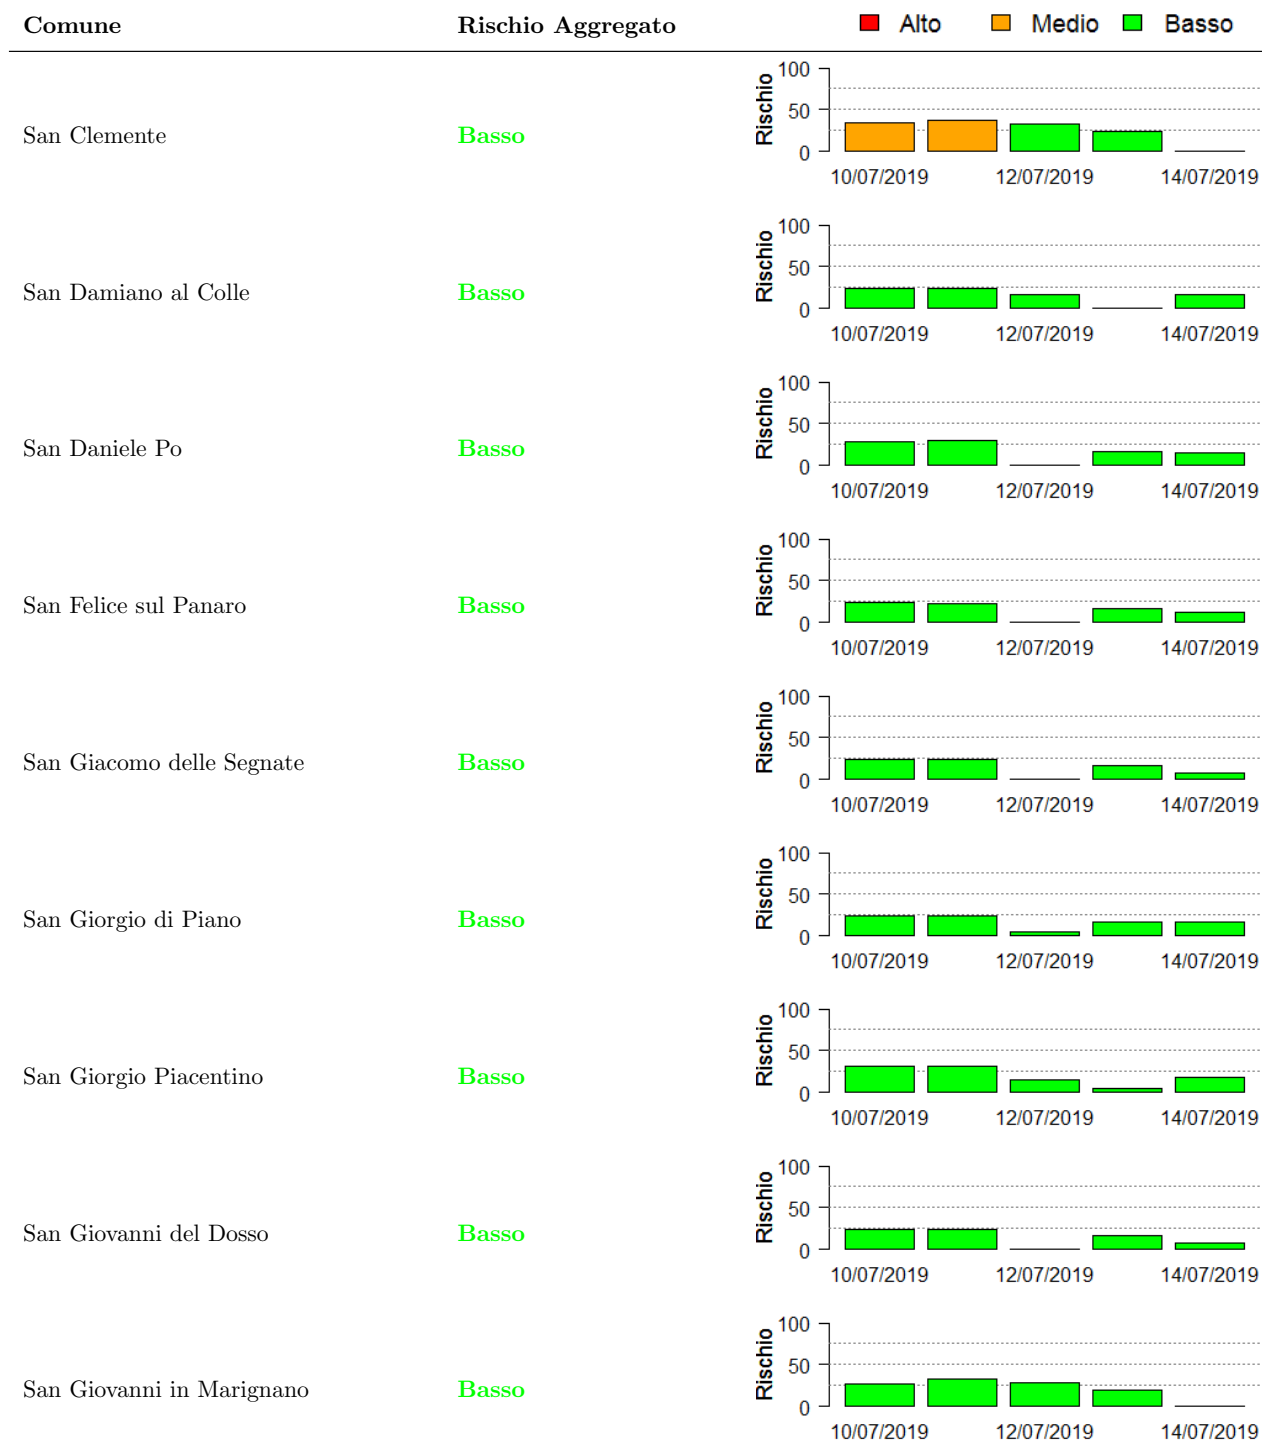 Comune Rischio Aggregato Alto Medio Basso
San Clemente Basso Rischio 100 50 0
10/07/2019 12/07/2019 14/07/2019
San Damiano al Colle Basso Rischio 100 50 0
10/07/2019 12/07/2019 14/07/2019
San Daniele Po Basso Rischio 100 50 0
10/07/2019 12/07/2019 14/07/2019
San Felice sul Panaro Basso Rischio 100 50 0
10/07/2019 12/07/2019 14/07/2019
San Giacomo delle Segnate Basso Rischio 100 50 0
10/07/2019 12/07/2019 14/07/2019
San Giorgio di Piano Basso Rischio 100 50 0
10/07/2019 12/07/2019 14/07/2019
San Giorgio Piacentino Basso Rischio 100 50 0
10/07/2019 12/07/2019 14/07/2019
San Giovanni del Dosso Basso Rischio 100 50 0
10/07/2019 12/07/2019 14/07/2019
San Giovanni in Marignano Basso Rischio 100 50 0
10/07/2019 12/07/2019 14/07/2019